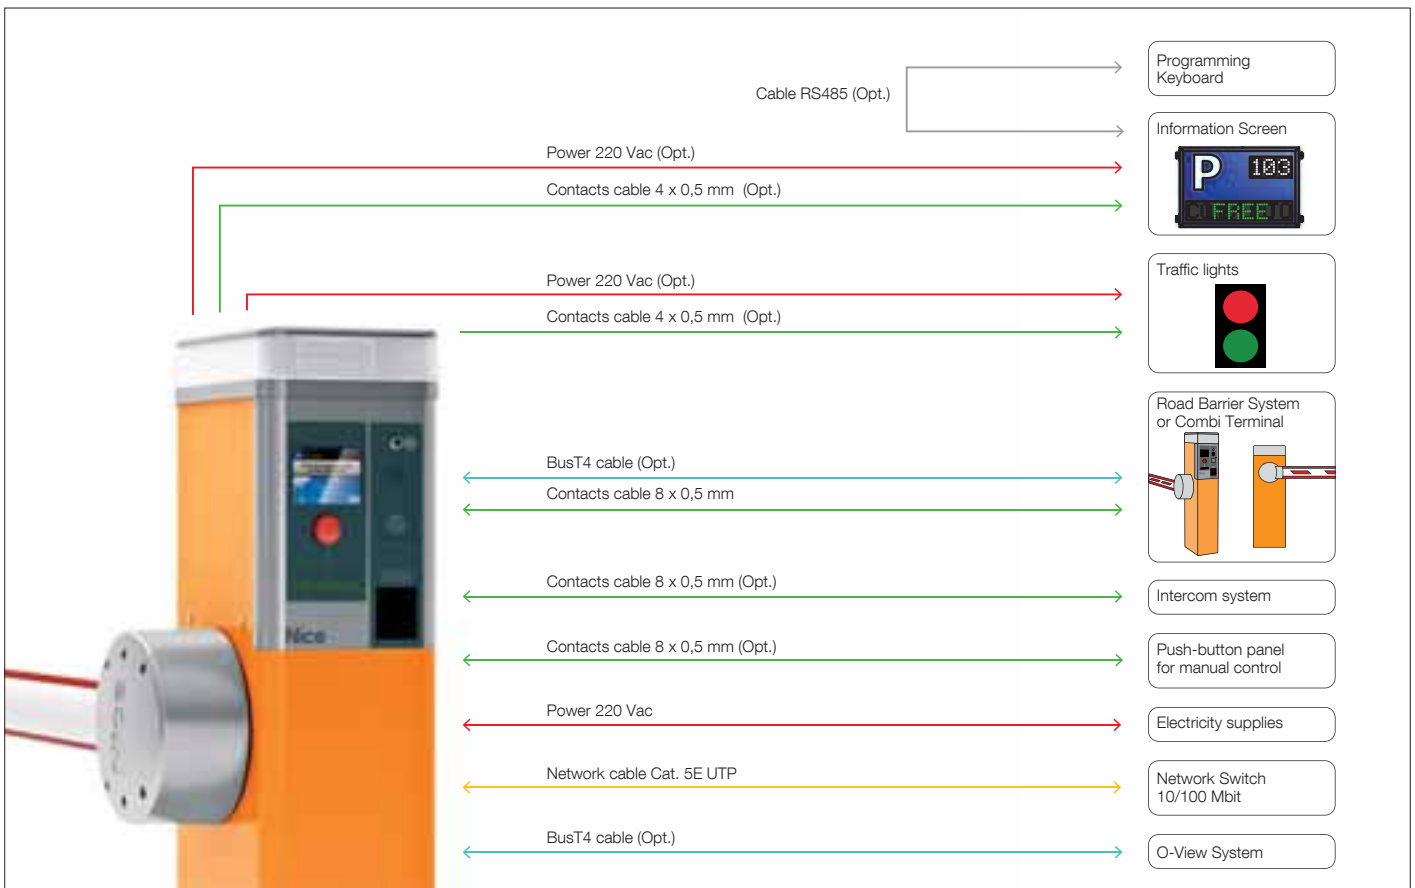 Programming
Keyboard
Cable RS485 (Opt.)
Information Screen
P 103
FREE
Power 220 Vac (Opt.)
Contacts cable 4 x 0,5 mm (Opt.)
Traffic lights
Power 220 Vac (Opt.)
Contacts cable 4 x 0,5 mm (Opt.)
Road Barrier System
or Combi Terminal
BusT4 cable (Opt.)
Contacts cable 8 x 0,5 mm
Contacts cable 8 x 0,5 mm (Opt.)
Intercom system
Nice
Contacts cable 8 x 0,5 mm (Opt.)
Push-button panel
for manual control
Power 220 Vac
Electricity supplies
Network cable Cat. 5E UTP
Network Switch
10/100 Mbit
BusT4 cable (Opt.)
O-View System